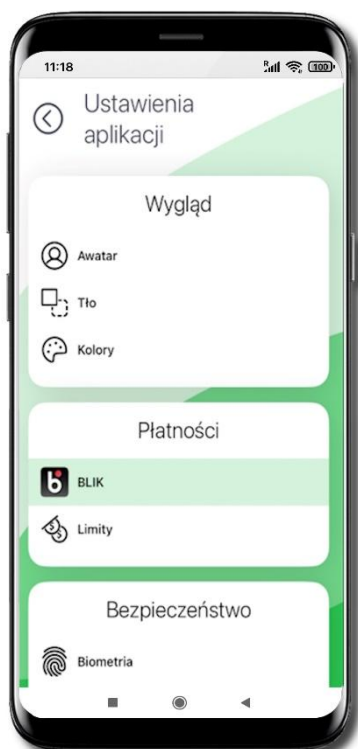 11:18
R
100
Ustawienia
aplikacji
Wygląd
Awatar
Tło
Kolory
Płatności
BLIK
Limity
Bezpieczeństwo
Biometria